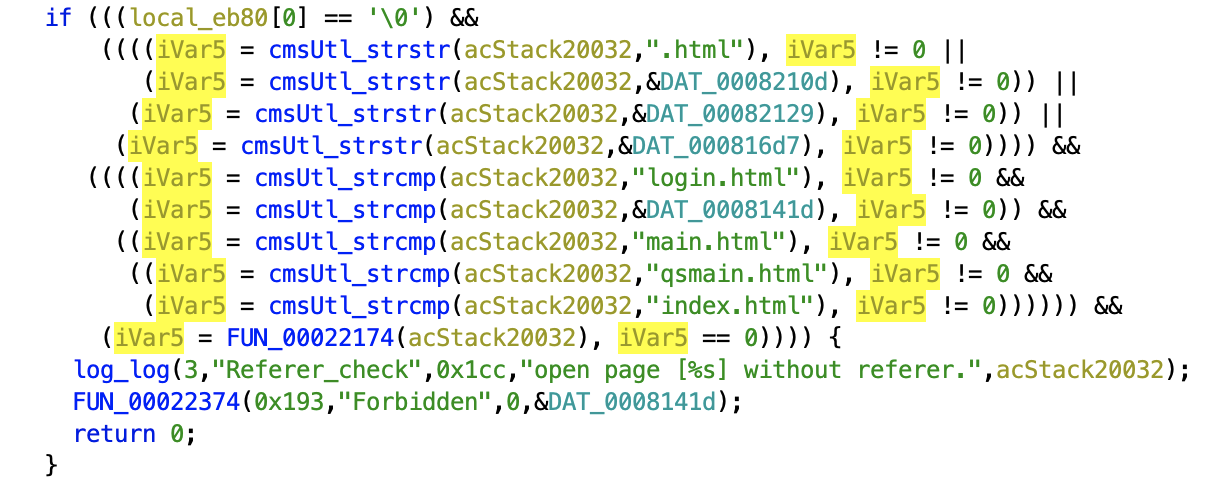 if (((local_eb80[0] == '\0') &&
((((iVar5 = cmsUtl_strstr(acStack20032,".html"), iVar5 != 0 ||
(iVar5 = cmsUtl_strstr(acStack20032,&DAT_0008210d), iVar5 != 0)) ||
(iVar5 = cmsUtl_strstr(acStack20032,&DAT_00082129), iVar5 != 0)) ||
(iVar5 = cmsUtl_strstr(acStack20032,&DAT_000816d7), iVar5 != 0)))) &&
((((iVar5 = cmsUtl_strcmp(acStack20032,"login.html"), iVar5 != 0 &&
(iVar5 = cmsUtl_strcmp(acStack20032,&DAT_0008141d), iVar5 != 0)) &&
((iVar5 = cmsUtl_strcmp(acStack20032,"main.html"), iVar5 != 0 &&
((iVar5 = cmsUtl_strcmp(acStack20032,"qsmain.html"), iVar5 != 0 &&
(iVar5 = cmsUtl_strcmp(acStack20032,"index.html"), iVar5 != 0)))))) &&
(iVar5 = FUN_00022174(acStack20032), iVar5 == 0)))) {
log_log(3,"Referer_check",0x1cc,"open page [%s] without referer.",acStack20032);
FUN_00022374(0x193,"Forbidden",0,&DAT_0008141d);
return 0;
}